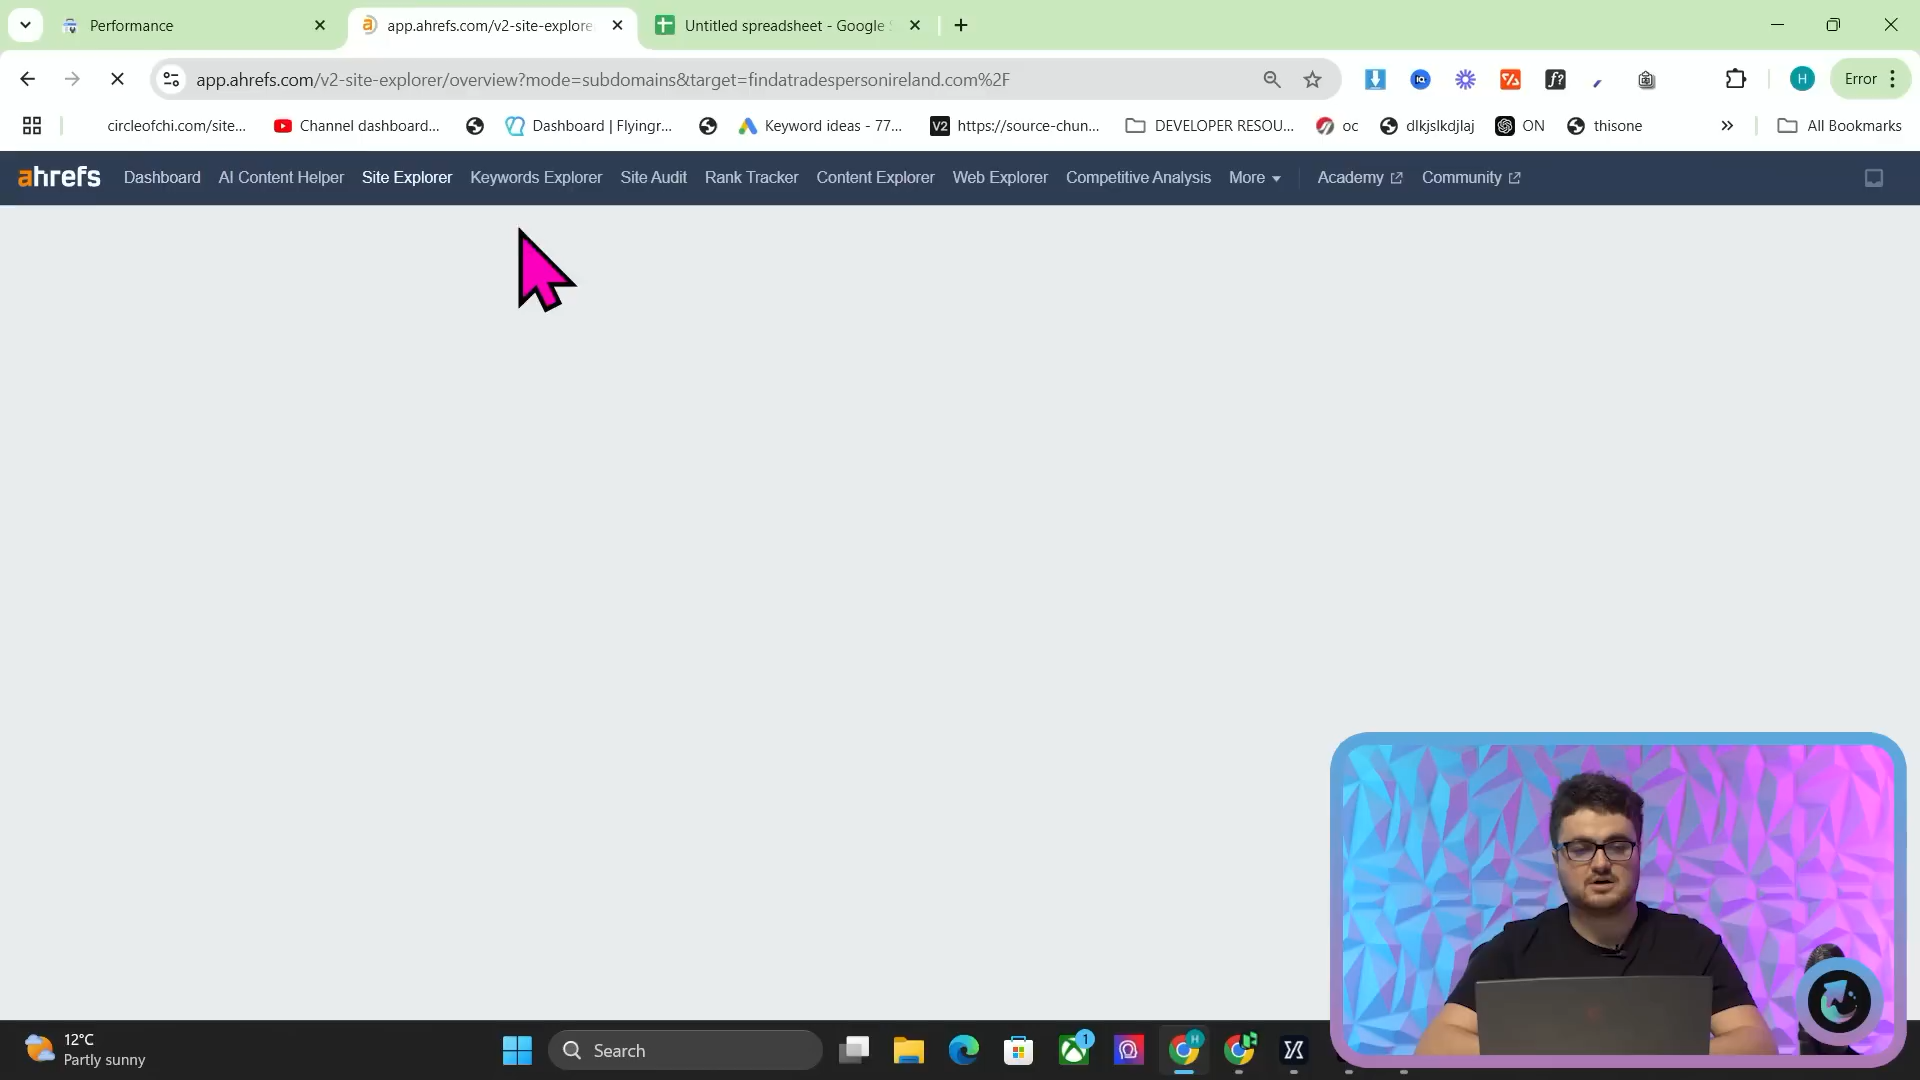 Performance
app.ahrefs.com/v2-site-explore
Untitled spreadsheet - Google S
app.ahrefs.com/v2-site-explorer/overview?mode=subdomains&target=findatradespersonireland.com%2F
H
Error
circleofchi.com/site...
Channel dashboard...
Dashboard | Flyingr...
Keyword ideas - 77...
V2
https://source-chun...
DEVELOPER RESOU...
oc
dlkjslkdjlaj
ON
thisone
All Bookmarks
ahrefs
Dashboard
AI Content Helper
Site Explorer
Keywords Explorer
Site Audit
Rank Tracker
Content Explorer
Web Explorer
Competitive Analysis
More
Academy
Community
12°C
Partly sunny
Search
1
H